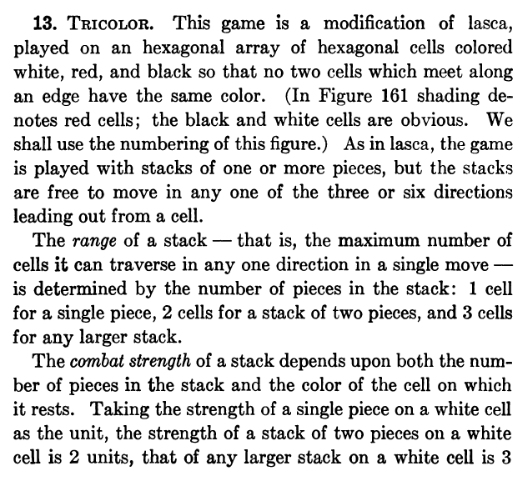 13. TRICOLOR. This game is a modification of lasca,
played on an hexagonal array of hexagonal cells colored
white, red, and black so that no two cells which meet along
an edge have the same color. (In Figure 161 shading de-
notes red cells; the black and white cells are obvious. We
shall use the numbering of this figure.) As in lasca, the game
is played with stacks of one or more pieces, but the stacks
are free to move in any one of the three or six directions
leading out from a cell.
The range of a stack — that is, the maximum number of
cells it can traverse in any one direction in a single move —
is determined by the number of pieces in the stack: 1 cell
for a single piece, 2 cells for a stack of two pieces, and 3 cells
for any larger stack.
The combat strength of a stack depends upon both the num-
ber of pieces in the stack and the color of the cell on which
it rests. Taking the strength of a single piece on a white cell
as the unit, the strength of a stack of two pieces on a white
cell is 2 units, that of any larger stack on a white cell is 3